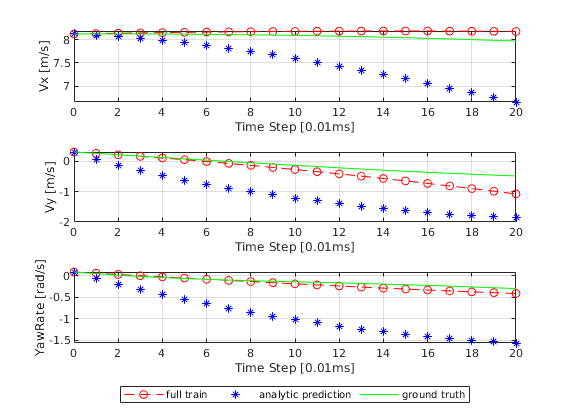 Vx [m/s]
8
7.5
7
0 2 4 6 8 10 12 14 16 18 20
Time Step [0.01ms]
Vy [m/s]
0
-1
-2
0 2 4 6 8 10 12 14 16 18 20
Time Step [0.01ms]
YawRate [rad/s]
0
-0.5
-1
-1.5
0 2 4 6 8 10 12 14 16 18 20
Time Step [0.01ms]
full train analytic prediction ground truth